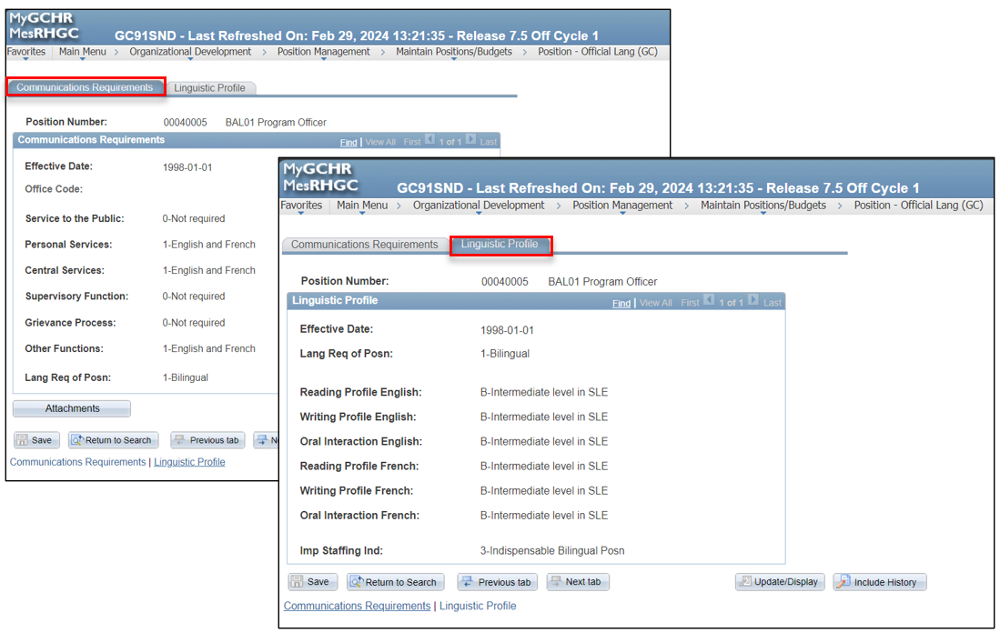 MyGCHR
MesRHGC
GC91SND - Last Refreshed On: Feb 29, 2024 13:21:35 - Release 7.5 Off Cycle 1
Favorites Main Menu > Organizational Development > Position Management > Maintain Positions/Budgets > Position - Official Lang (GC)
Communications Requirements Linguistic Profile
Position Number: 00040005 BAL01 Program Officer
Communications Requirements Find | View All First 1 of 1 Last
Effective Date: 1998-01-01
Office Code:
Service to the Public: 0-Not required
Personal Services: 1-English and French
Central Services: 1-English and French
Supervisory Function: 0-Not required
Grievance Process: 0-Not required
Other Functions: 1-English and French
Lang Req of Posn: 1-Bilingual
Attachments
Save Return to Search Previous tab
Communications Requirements | Linguistic Profile
MyGCHR
MesRHGC
GC91SND - Last Refreshed On: Feb 29, 2024 13:21:35 - Release 7.5 Off Cycle 1
Favorites Main Menu > Organizational Development > Position Management > Maintain Positions/Budgets > Position - Official Lang (GC)
Communications Requirements Linguistic Profile
Position Number: 00040005 BAL01 Program Officer
Linguistic Profile Find | View All First 1 of 1 Last
Effective Date: 1998-01-01
Lang Req of Posn: 1-Bilingual
Reading Profile English: B-Intermediate level in SLE
Writing Profile English: B-Intermediate level in SLE
Oral Interaction English: B-Intermediate level in SLE
Reading Profile French: B-Intermediate level in SLE
Writing Profile French: B-Intermediate level in SLE
Oral Interaction French: B-Intermediate level in SLE
Imp Staffing Ind: 3-Indispensable Bilingual Posn
Save Return to Search Previous tab Next tab Update/Display Include History
Communications Requirements | Linguistic Profile